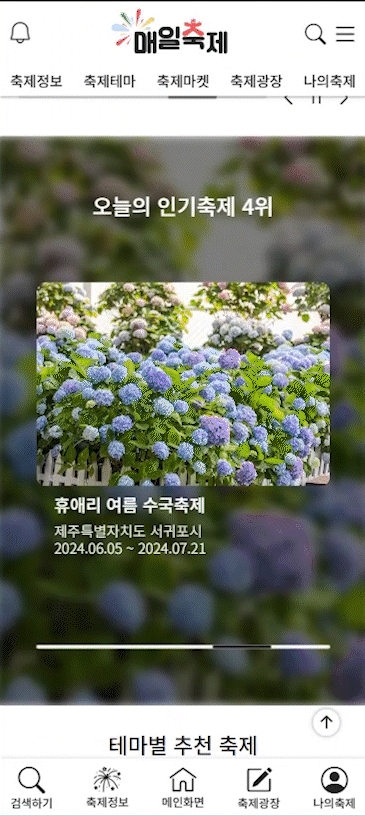 매일축제
축제정보 축제테마 축제마켓 축제광장 나의축제
오늘의 인기축제 4위
휴애리 여름 수국축제
제주특별자치도 서귀포시
2024.06.05 ~ 2024.07.21
테마별 추천 축제
검색하기 축제정보 메인화면 축제광장 나의축제